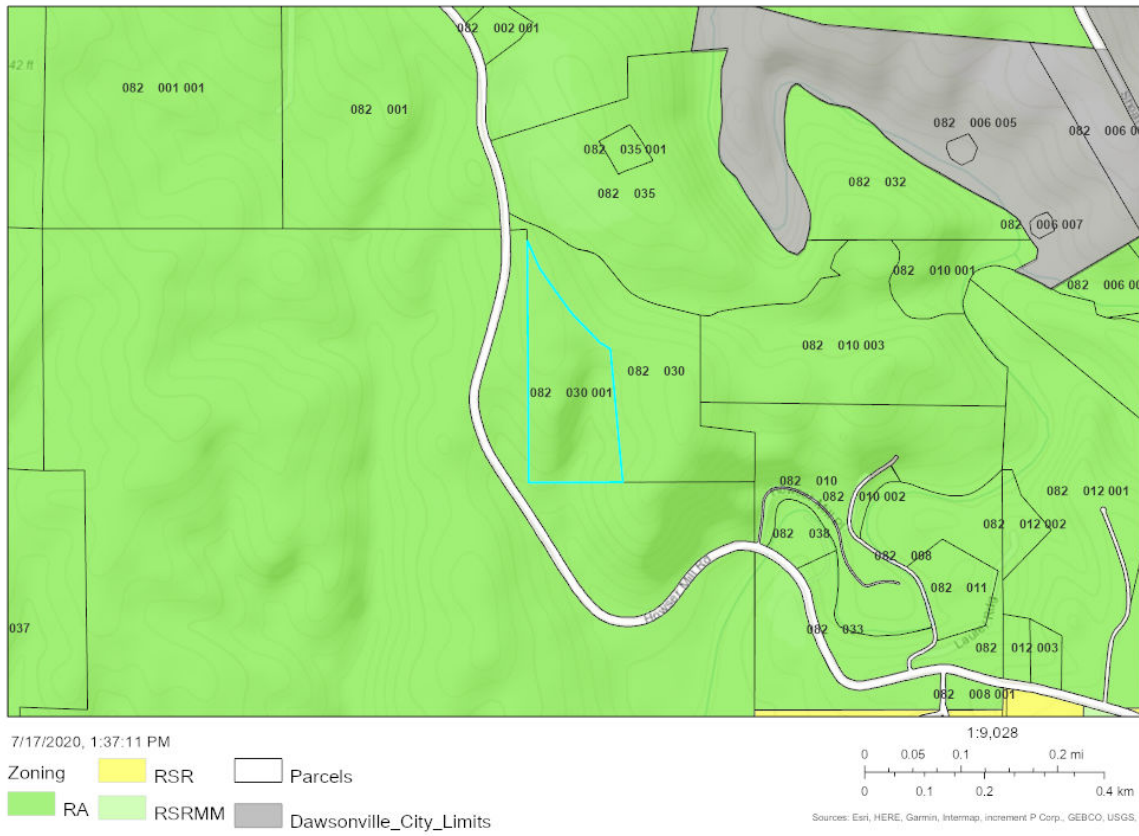 082 002 001
42 ft
082 001 001
082 001
082 006 005
082 035 001
082 035
082 032
082 006 007
082 010 001
082 010 003
082 030
082 030 001
082 010
082 010 002
082 012 001
082 012 002
082 038
082 008
082 011
Howser Mill Rd
037
082 033
082 012 003
082 008 001
7/17/2020, 1:37:11 PM
1:9,028
Zoning
RSR
Parcels
RA
RSRMM
Dawsonville_City_Limits
0 0.05 0.1 0.2 mi
0 0.1 0.2 0.4 km
Sources: Esri, HERE, Garmin, Intermap, increment P Corp., GEBCO, USGS,